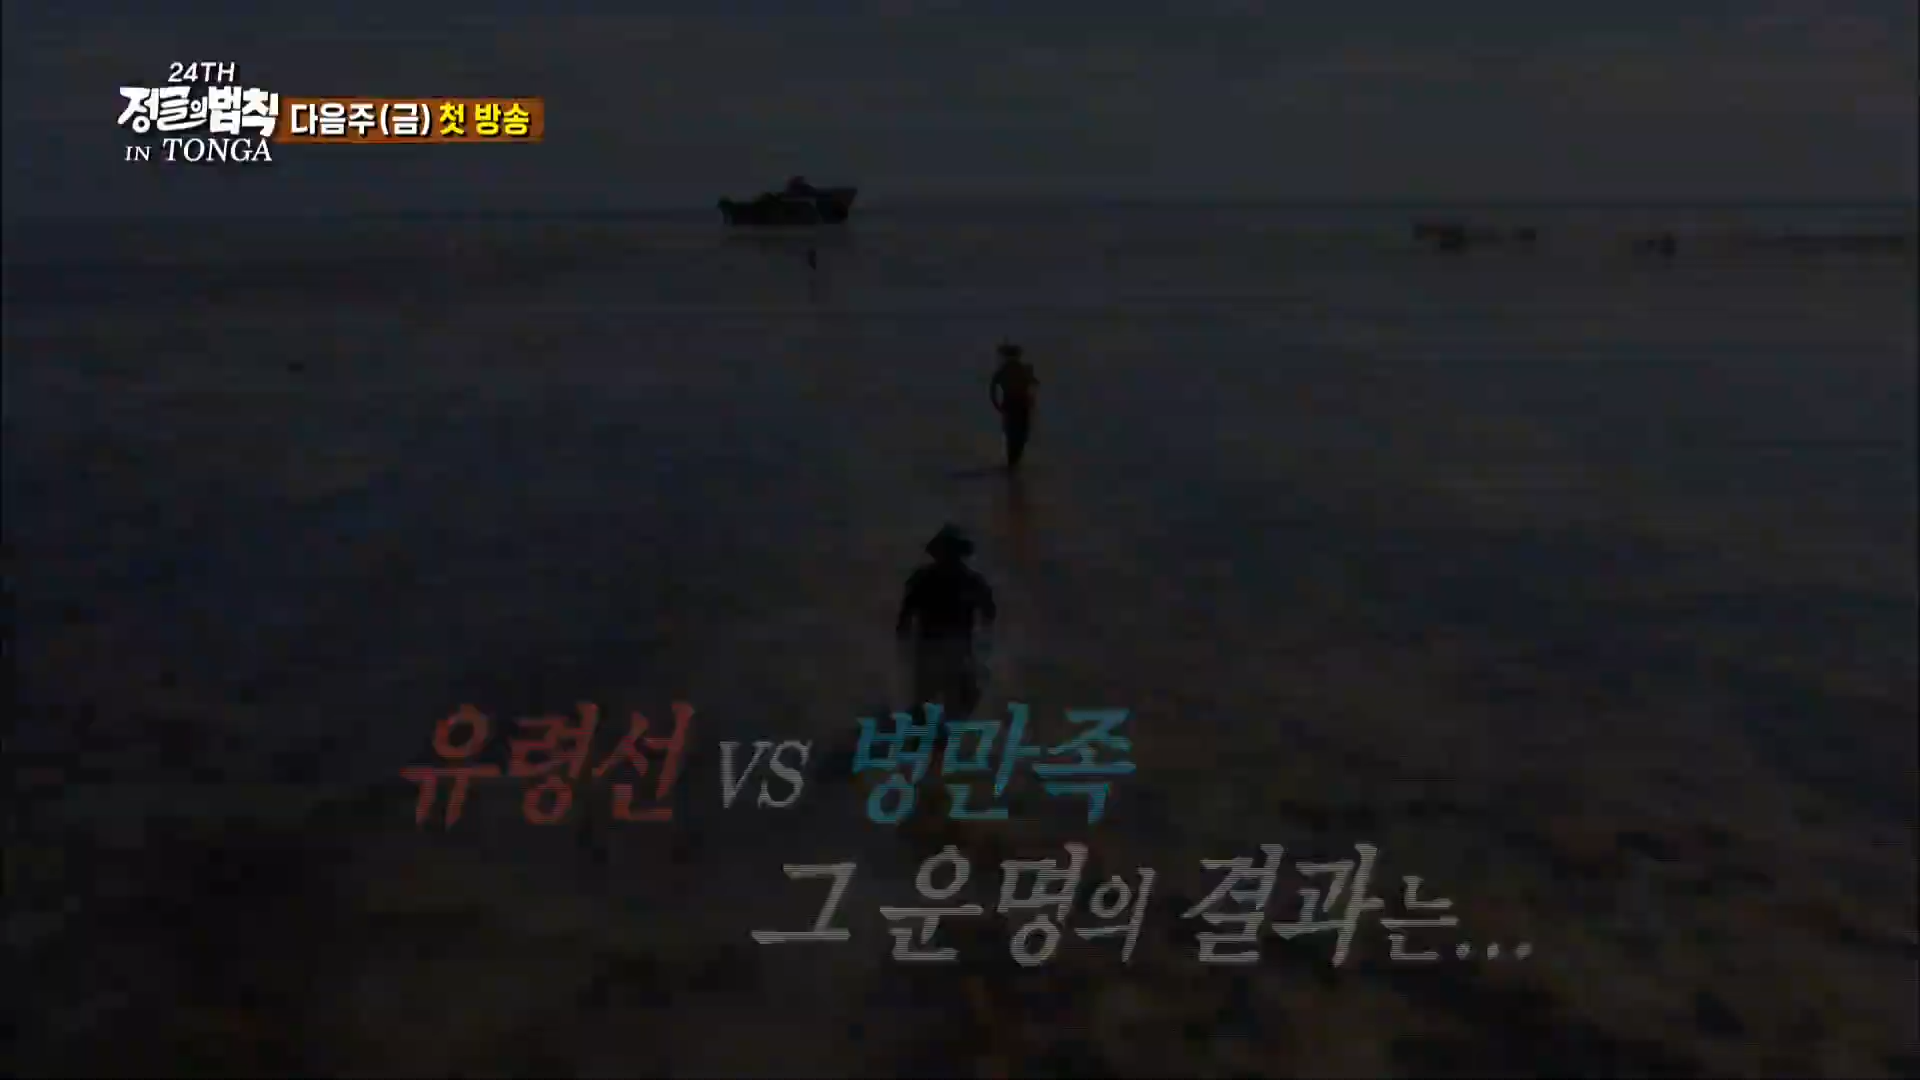 24TH
정글의 법칙 다음주(금) 첫 방송
IN TONGA
유령선 VS 병만족
그 운명의 결과는...